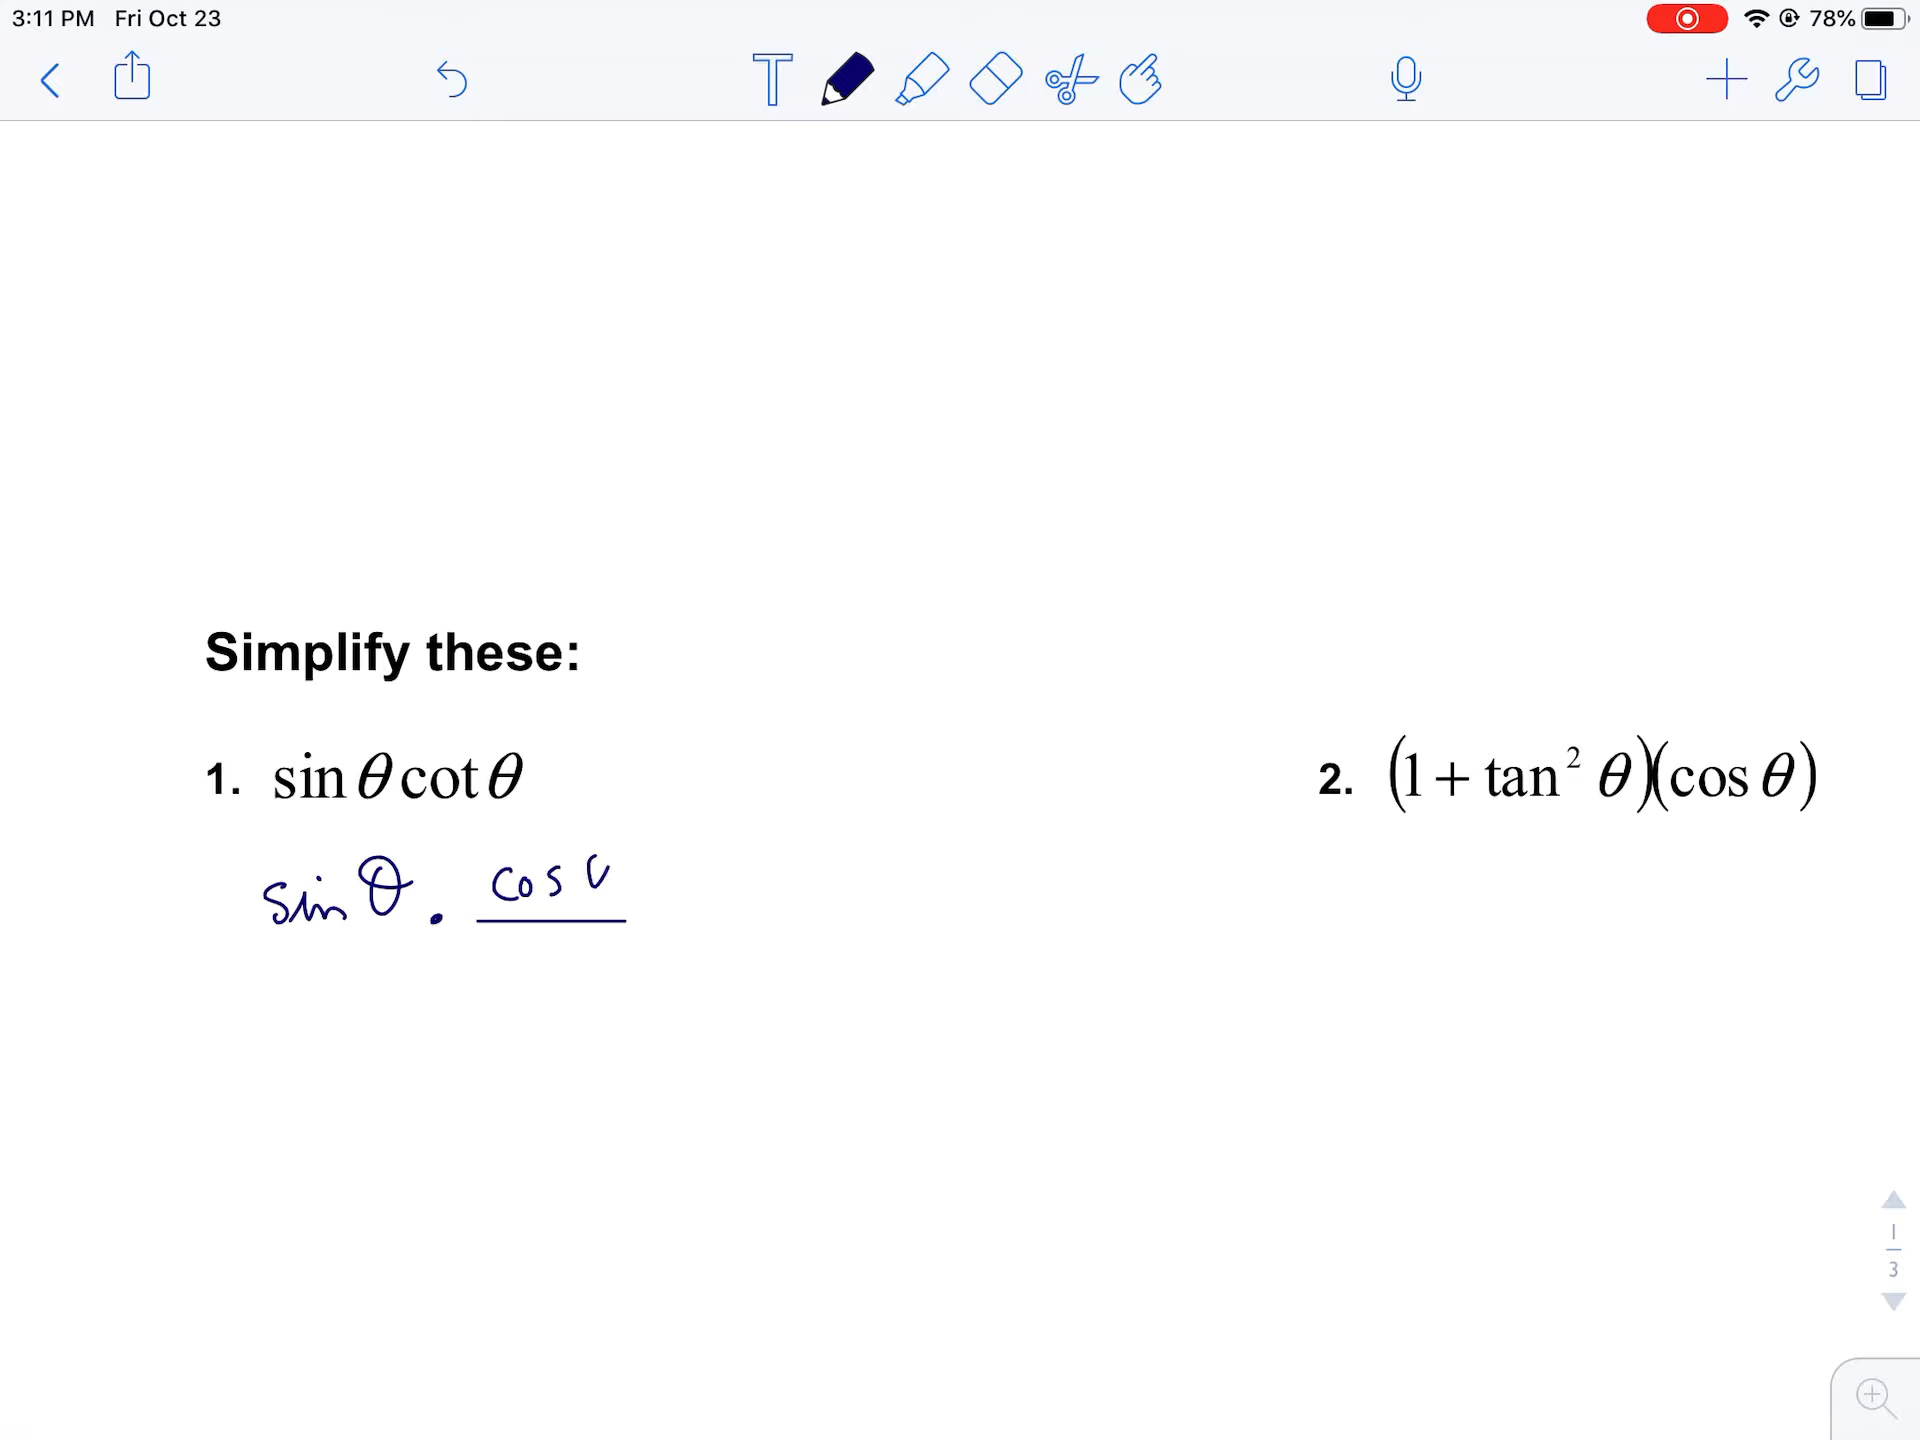 3:11 PM Fri Oct 23 78%
Simplify these:
1. sin θ cot θ
2. (1 + tan² θ)(cos θ)
sin θ . cos
1
3